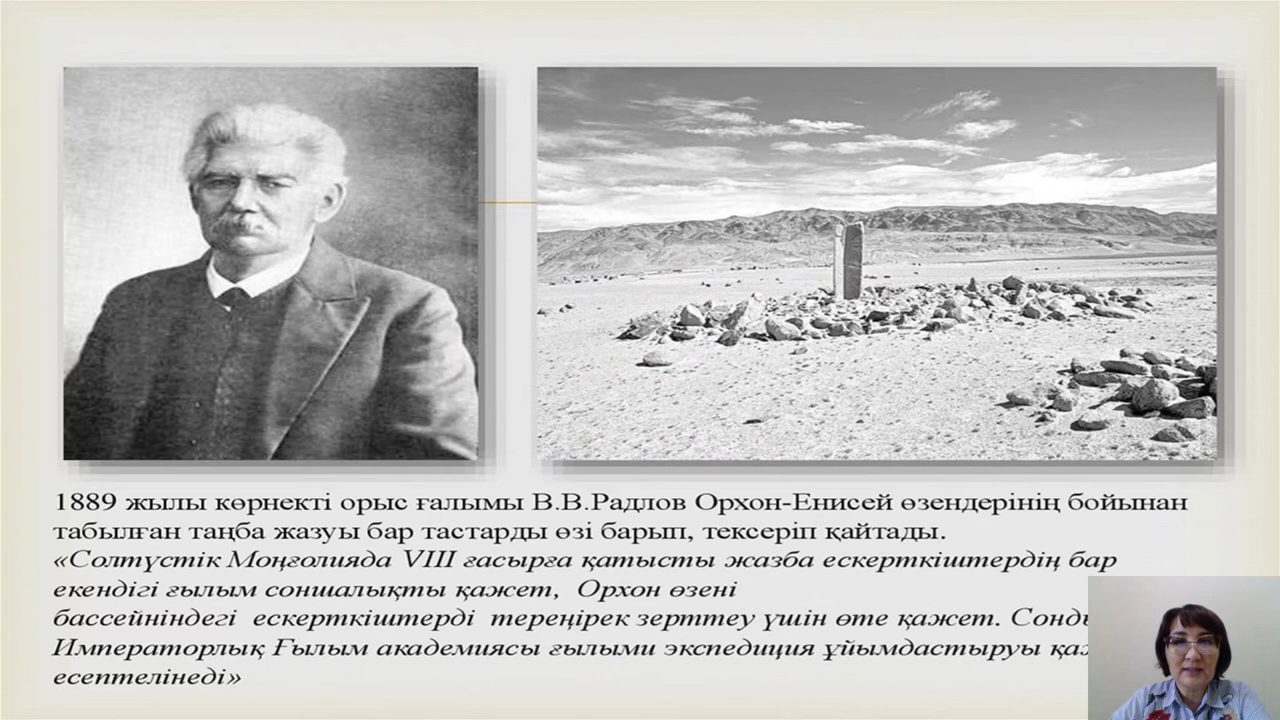 1889 жылы көрнекті орыс ғалымы В.В.Радлов Орхон-Енисей өзендерінің бойынан
табылған таңба жазуы бар тастарды өзі барып, тексеріп қайтады.
«Солтүстік Моңғолияда VIII ғасырға қатысты жазба ескерткіштердің бар
екендігі ғылым соншалықты қажет, Орхон өзені
бассейніндегі ескерткіштерді тереңірек зерттеу үшін өте қажет.
Императорлық Ғылым академиясы ғылыми экспедиция ұйымдастыруы
есептелінеді»